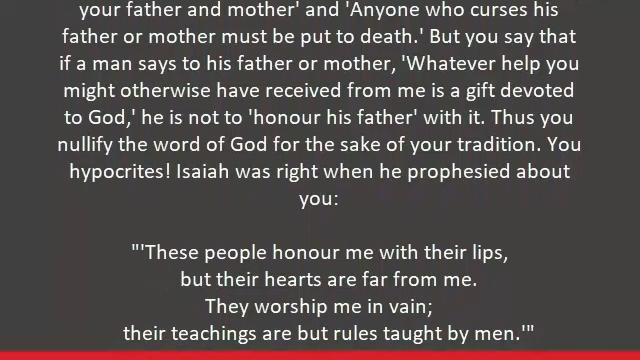 your father and mother' and 'Anyone who curses his
father or mother must be put to death.' But you say that
if a man says to his father or mother, 'Whatever help you
might otherwise have received from me is a gift devoted
to God,' he is not to 'honour his father' with it. Thus you
nullify the word of God for the sake of your tradition. You
hypocrites! Isaiah was right when he prophesied about
you:
"'These people honour me with their lips,
but their hearts are far from me.
They worship me in vain;
their teachings are but rules taught by men.'"